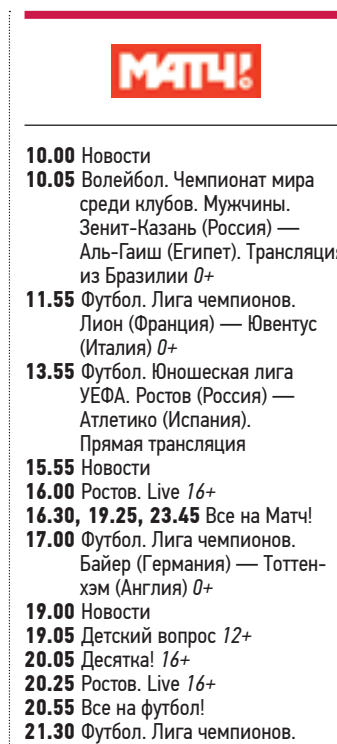 МАТЧ!
10.00 Новости
10.05 Волейбол. Чемпионат мира
среди клубов. Мужчины.
Зенит-Казань (Россия) —
Аль-Гаиш (Египет). Трансляция
из Бразилии 0+
11.55 Футбол. Лига чемпионов.
Лион (Франция) — Ювентус
(Италия) 0+
13.55 Футбол. Юношеская лига
УЕФА. Ростов (Россия) —
Атлетико (Испания).
Прямая трансляция
15.55 Новости
16.00 Ростов. Live 16+
16.30, 19.25, 23.45 Все на Матч!
17.00 Футбол. Лига чемпионов.
Байер (Германия) — Тоттен-
хэм (Англия) 0+
19.00 Новости
19.05 Детский вопрос 12+
20.05 Десятка! 16+
20.25 Ростов. Live 16+
20.55 Все на футбол!
21.30 Футбол. Лига чемпионов.